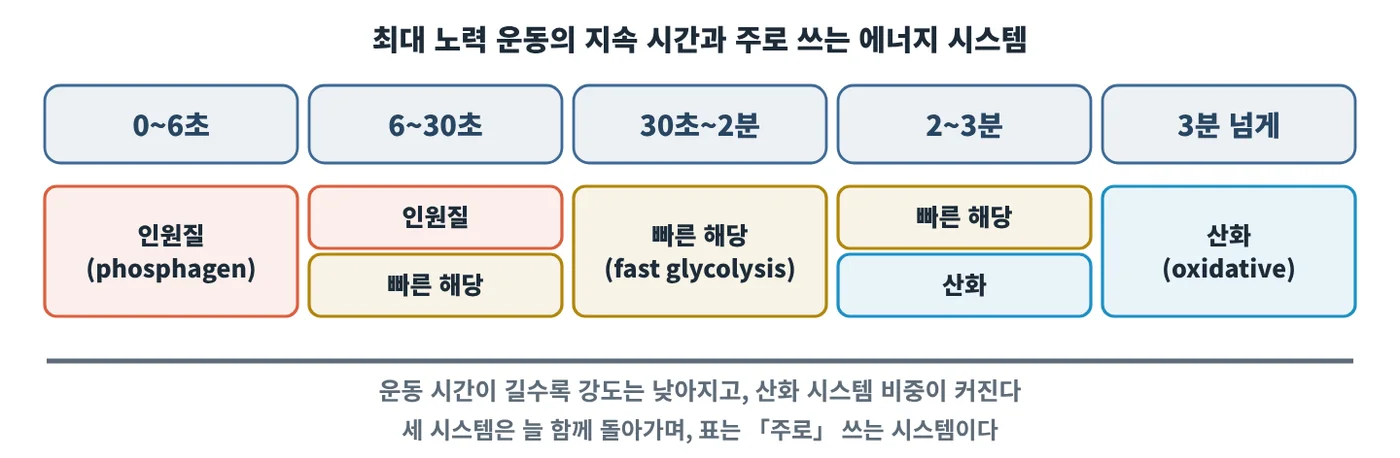 최대 노력 운동의 지속 시간과 주로 쓰는 에너지 시스템
0~6초
6~30초
30초~2분
2~3분
3분 넘게
인원질
(phosphagen)
인원질
빠른 해당
빠른 해당
(fast glycolysis)
빠른 해당
산화
산화
(oxidative)
운동 시간이 길수록 강도는 낮아지고, 산화 시스템 비중이 커진다
세 시스템은 늘 함께 돌아가며, 표는 「주로」 쓰는 시스템이다